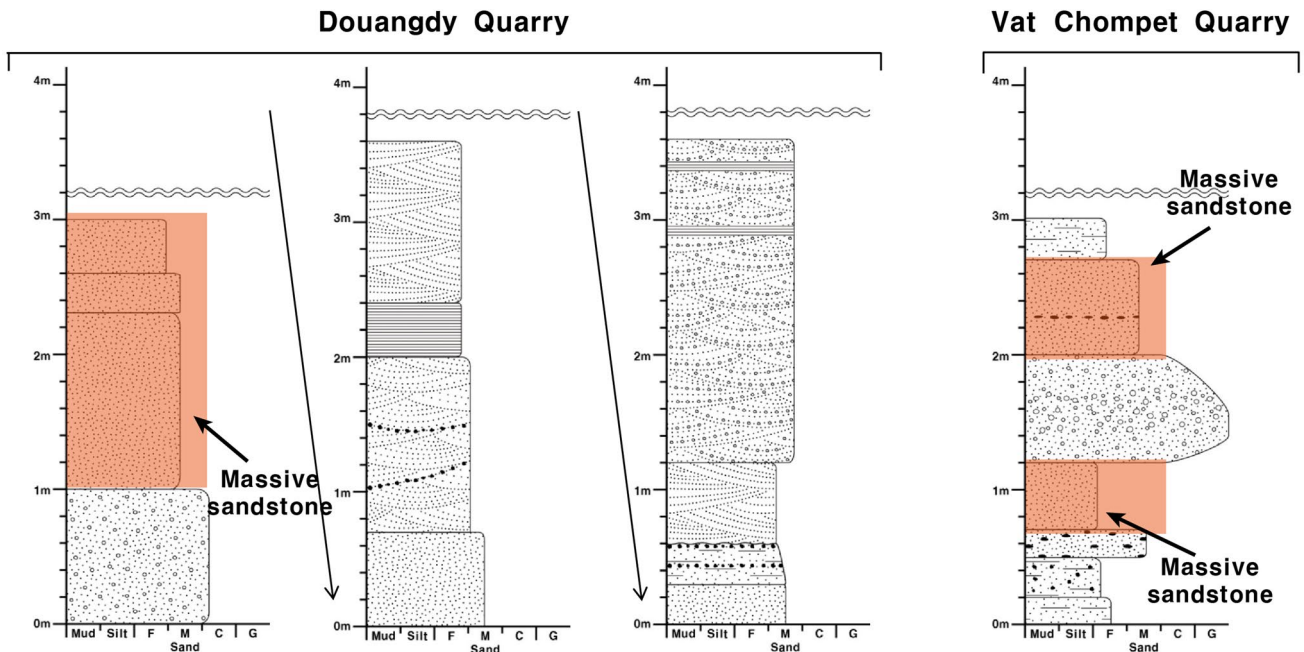 Douangdy Quarry
Vat Chompet Quarry
4m
3m
2m
1m
0m
Mud Silt F M C G
Sand
Massive
sandstone
4m
3m
2m
1m
0m
Mud Silt F M C G
Sand
4m
3m
2m
1m
0m
Mud Silt F M C G
Sand
4m
3m
2m
1m
0m
Mud Silt F M C G
Sand
Massive
sandstone
Massive
sandstone